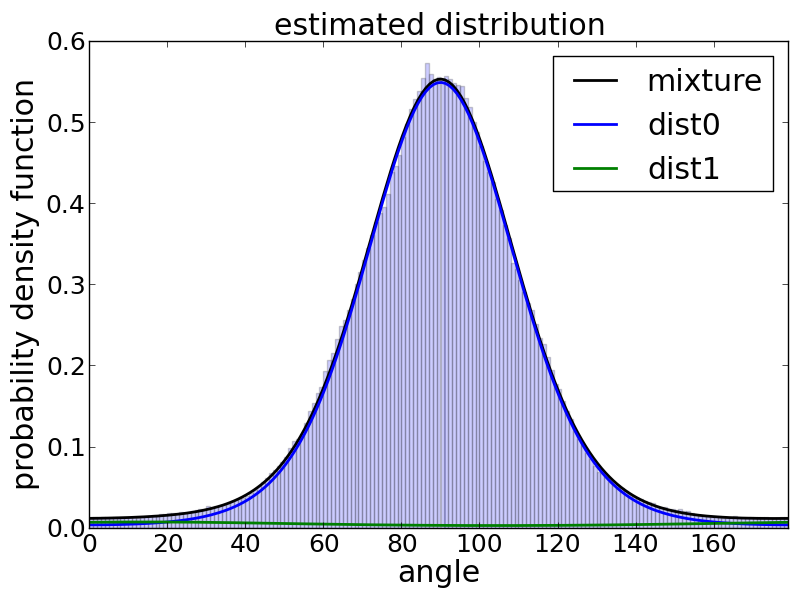 estimated distribution
mixture
dist0
dist1
probability density function
0.6
0.5
0.4
0.3
0.2
0.1
0.0
0 20 40 60 80 100 120 140 160
angle